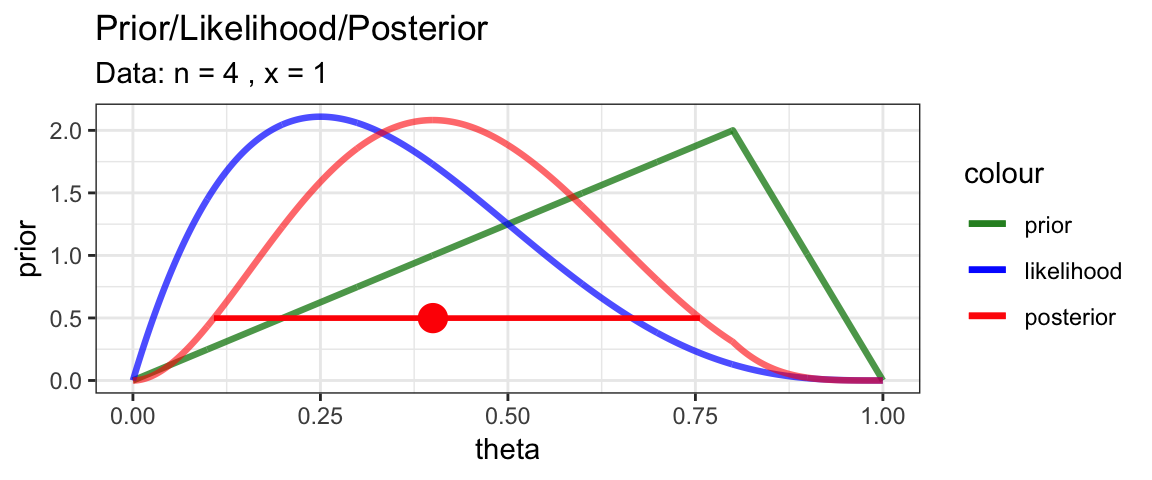 Prior/Likelihood/Posterior
Data: n = 4 , x = 1
prior
2.0
1.5
1.0
0.5
0.0
0.00 0.25 0.50 0.75 1.00
theta
colour
prior
likelihood
posterior